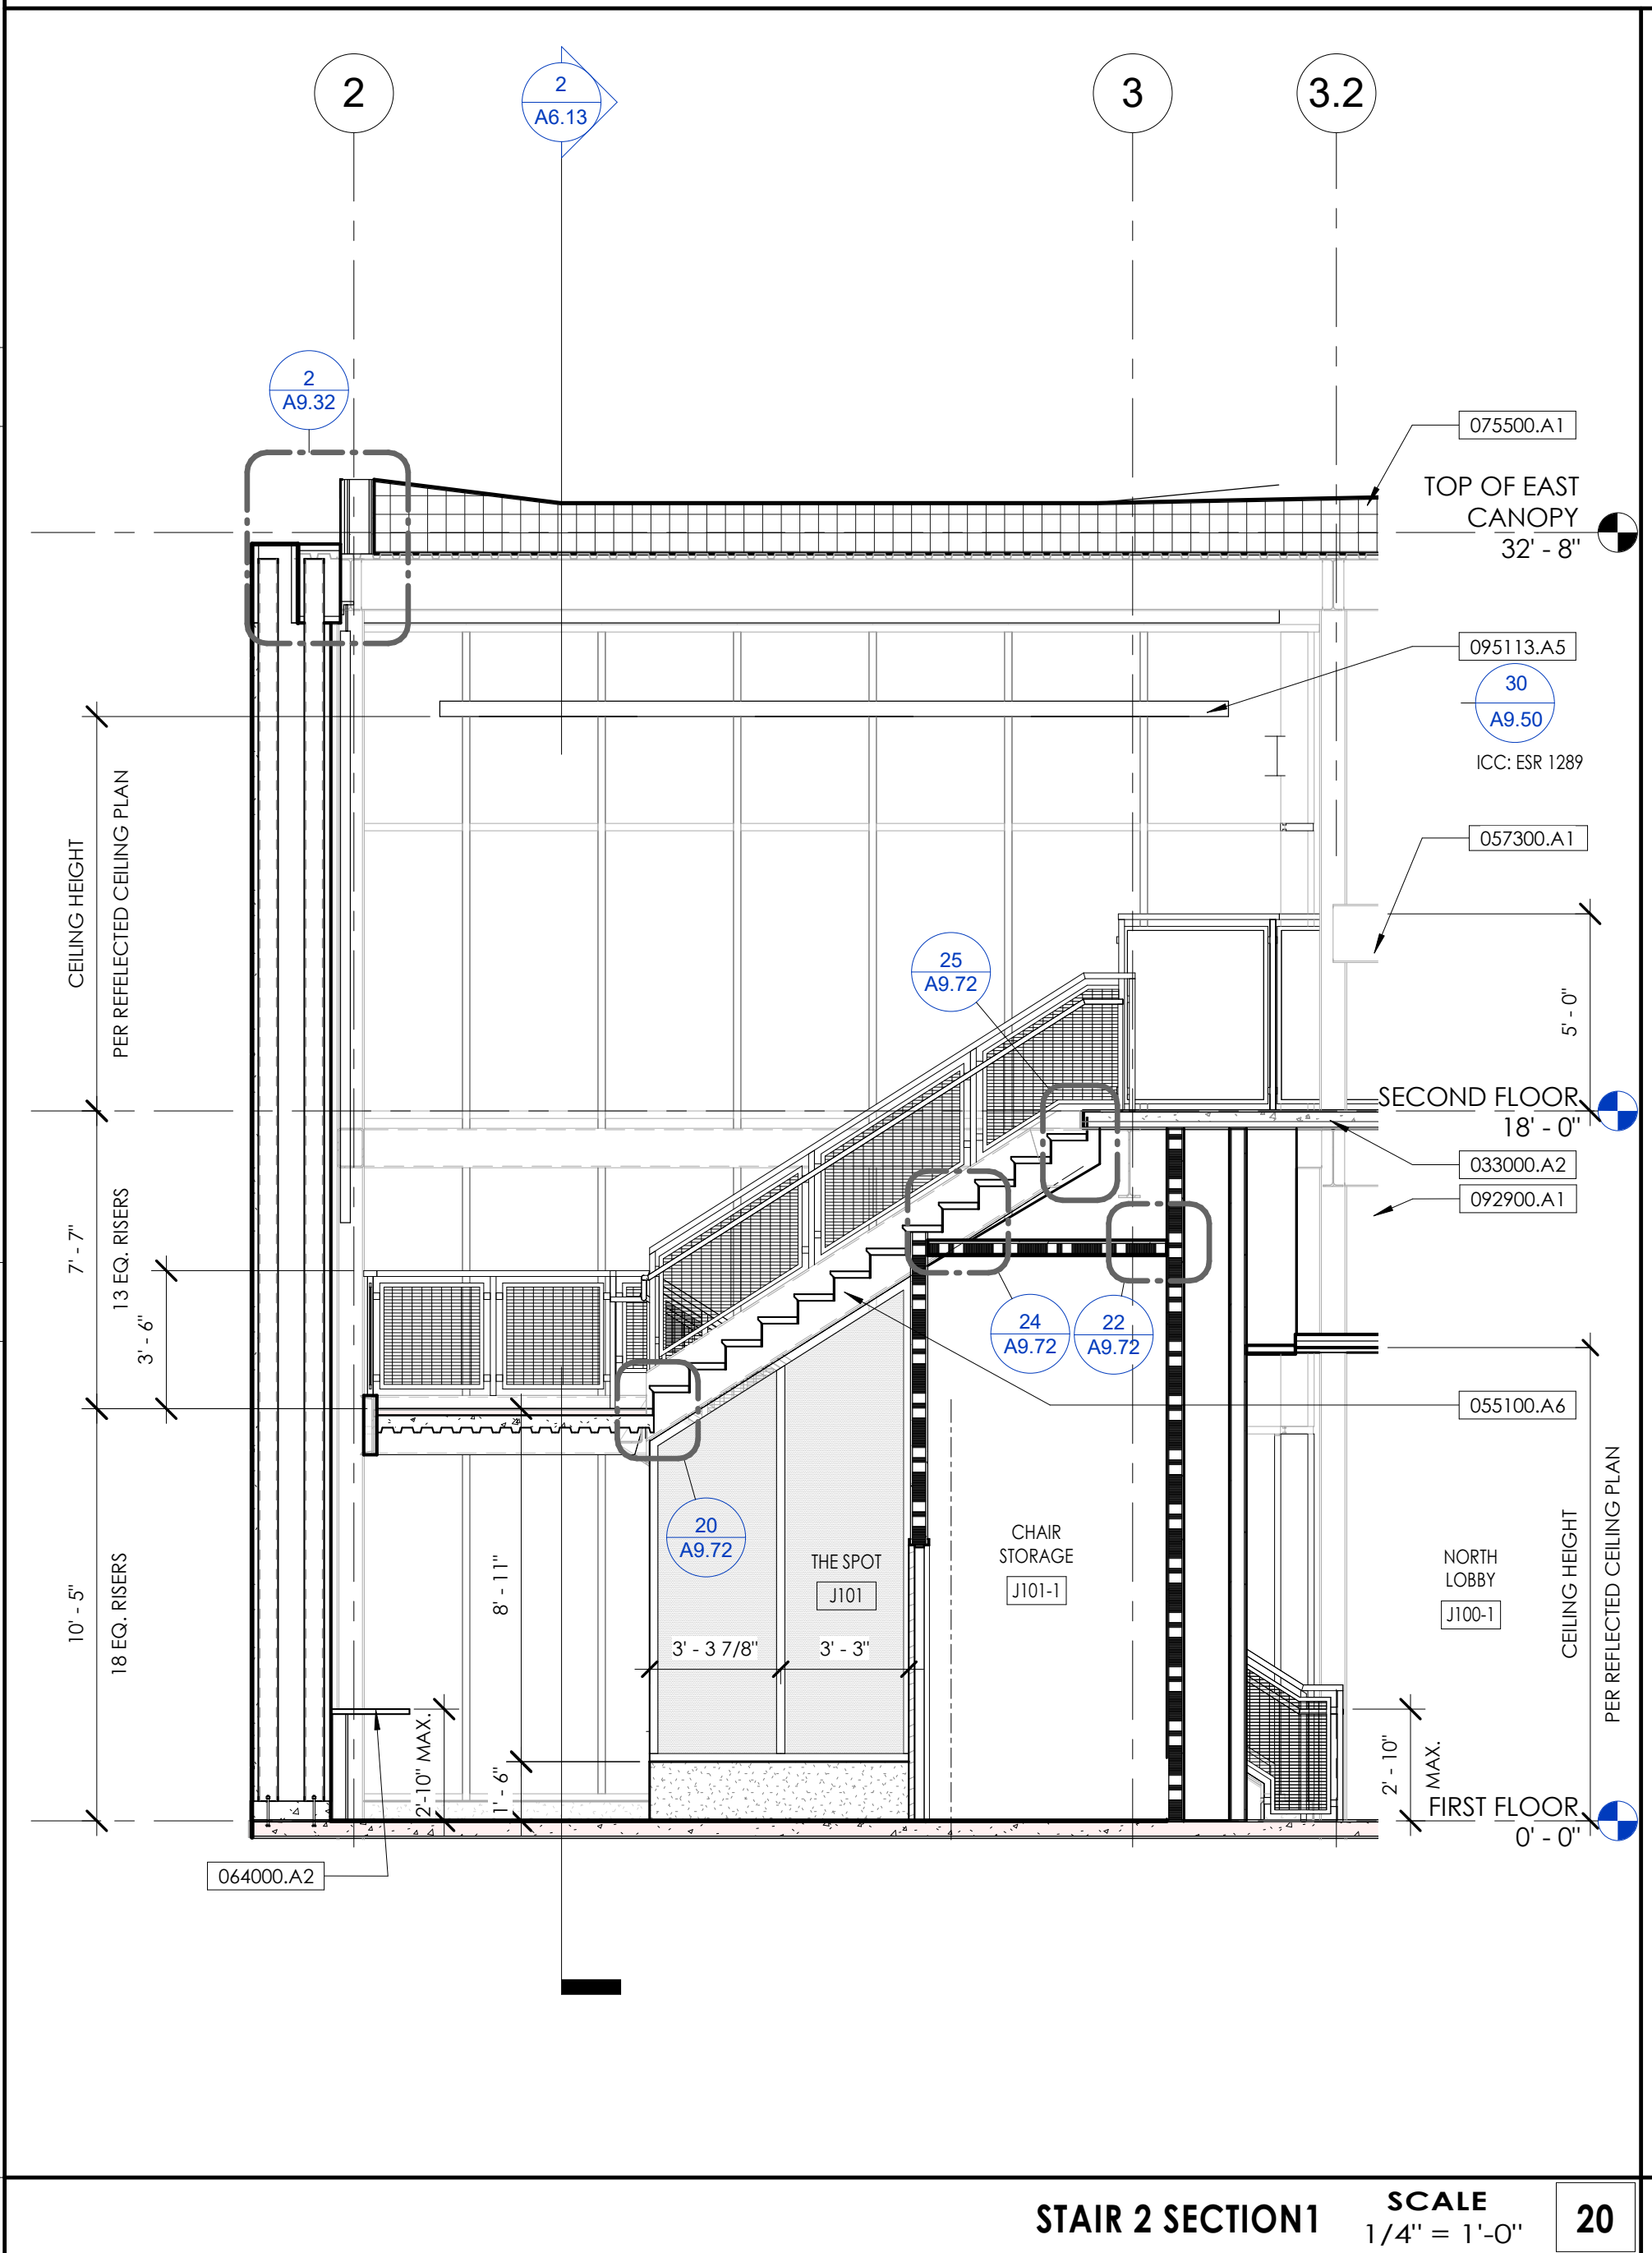 2
2
A6.13
3
3.2
2
A9.32
075500.A1
TOP OF EAST
CANOPY
32' - 8"
095113.A5
30
A9.50
ICC: ESR 1289
CEILING HEIGHT
PER REFELECTED CEILING PLAN
057300.A1
25
A9.72
5' - 0"
SECOND FLOOR
18' - 0"
033000.A2
092900.A1
7' - 7"
13 EQ. RISERS
3' - 6"
24
A9.72
22
A9.72
055100.A6
20
A9.72
CHAIR
STORAGE
J101-1
THE SPOT
J101
NORTH
LOBBY
J100-1
CEILING HEIGHT
PER REFLECTED CEILING PLAN
10' - 5"
18 EQ. RISERS
8' - 11"
3' - 3 7/8"
3' - 3"
2'-10" MAX.
1' - 6"
2' - 10"
MAX.
FIRST FLOOR
0' - 0"
064000.A2
STAIR 2 SECTION1
SCALE
1/4" = 1'-0"
20